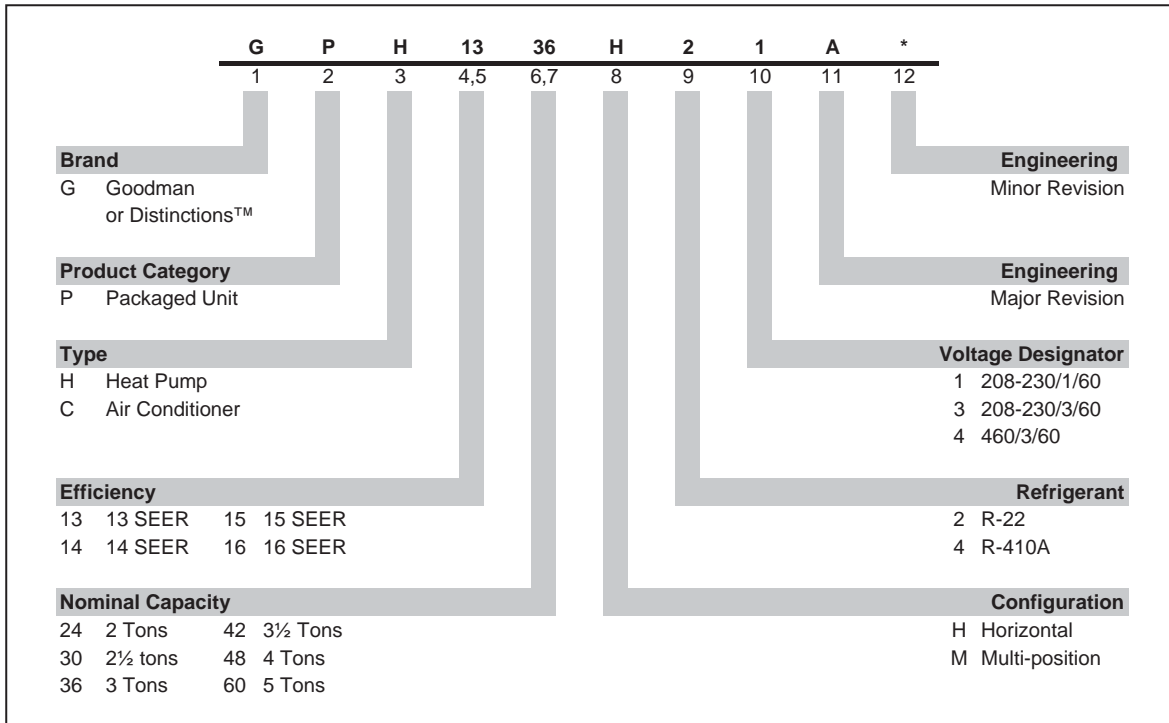 G P H 13 36 H 2 1 A *
1 2 3 4,5 6,7 8 9 10 11 12
Brand
G Goodman
or Distinctions™
Product Category
P Packaged Unit
Type
H Heat Pump
C Air Conditioner
Efficiency
13 13 SEER 15 15 SEER
14 14 SEER 16 16 SEER
Nominal Capacity
24 2 Tons 42 3½ Tons
30 2½ tons 48 4 Tons
36 3 Tons 60 5 Tons
Engineering
Minor Revision
Engineering
Major Revision
Voltage Designator
1 208-230/1/60
3 208-230/3/60
4 460/3/60
Refrigerant
2 R-22
4 R-410A
Configuration
H Horizontal
M Multi-position